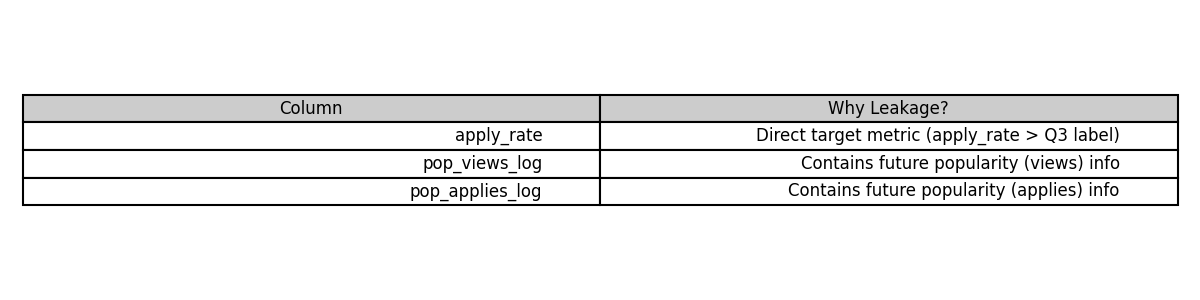 Column Why Leakage?
apply_rate Direct target metric (apply_rate > Q3 label)
pop_views_log Contains future popularity (views) info
pop_applies_log Contains future popularity (applies) info